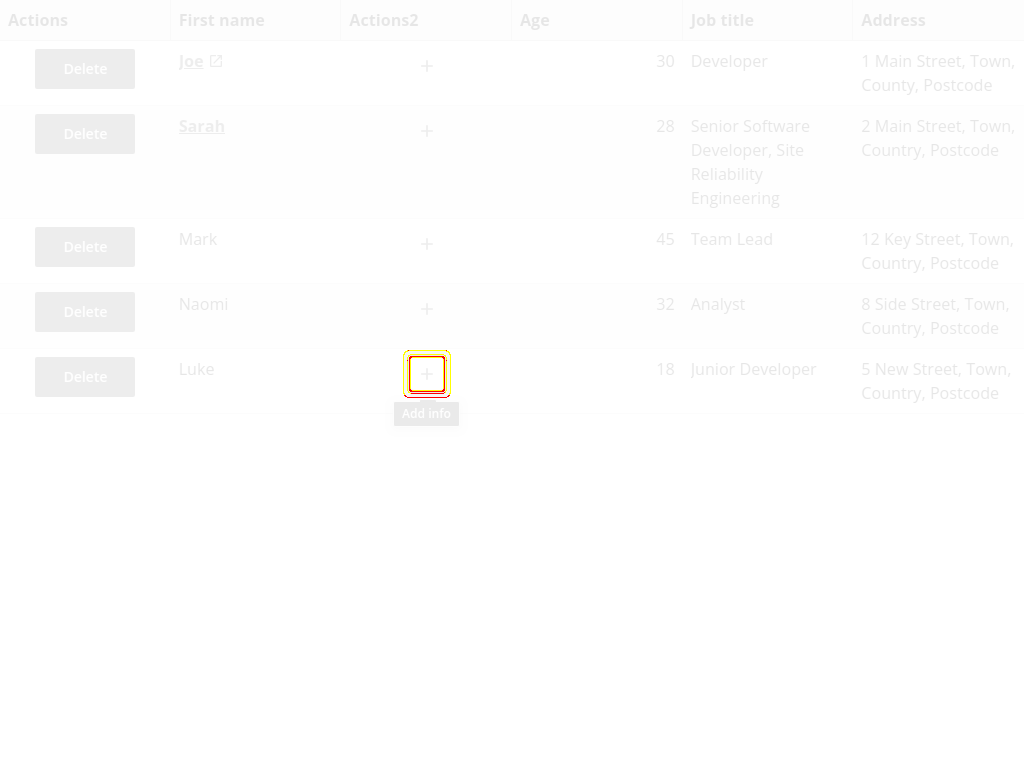 Actions First name Actions2 Age Job title Address
Delete Joe + 30 Developer 1 Main Street, Town,
County, Postcode
Delete Sarah + 28 Senior Software 2 Main Street, Town,
Developer, Site Country, Postcode
Reliability
Engineering
Delete Mark + 45 Team Lead 12 Key Street, Town,
Country, Postcode
Delete Naomi + 32 Analyst 8 Side Street, Town,
Country, Postcode
Delete Luke + 18 Junior Developer 5 New Street, Town,
Country, Postcode
Add info